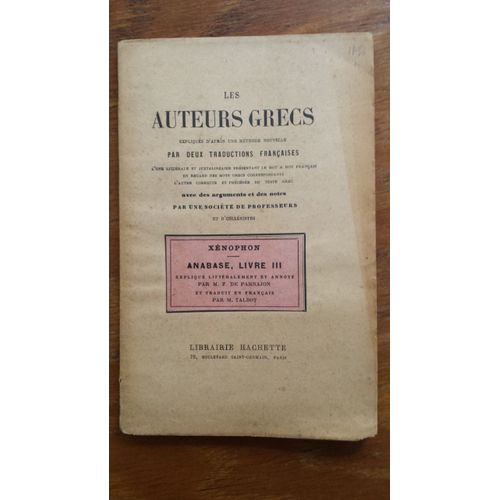 LES
AUTEURS GRECS
EXPLIQUÉS D'APRÈS UNE MÉTHODE NOUVELLE
PAR DEUX TRADUCTIONS FRANÇAISES
L'UNE LITTÉRALE ET JUXTALINÉAIRE PRÉSENTANT LE MOT A MOT FRANÇAIS
EN REGARD DES MOTS GRECS CORRESPONDANTS
L'AUTRE CORRECTE ET PRÉCÉDÉE DU TEXTE GREC
avec des arguments et des notes
PAR UNE SOCIÉTÉ DE PROFESSEURS
ET D'HELLÉNISTES
XÉNOPHON
ANABASE, LIVRE III
EXPLIQUÉ LITTÉRALEMENT ET ANNOTÉ
PAR M. F. DE PARNAJON
ET TRADUIT EN FRANÇAIS
PAR M. TALBOT
LIBRAIRIE HACHETTE
79, BOULEVARD SAINT-GERMAIN, PARIS